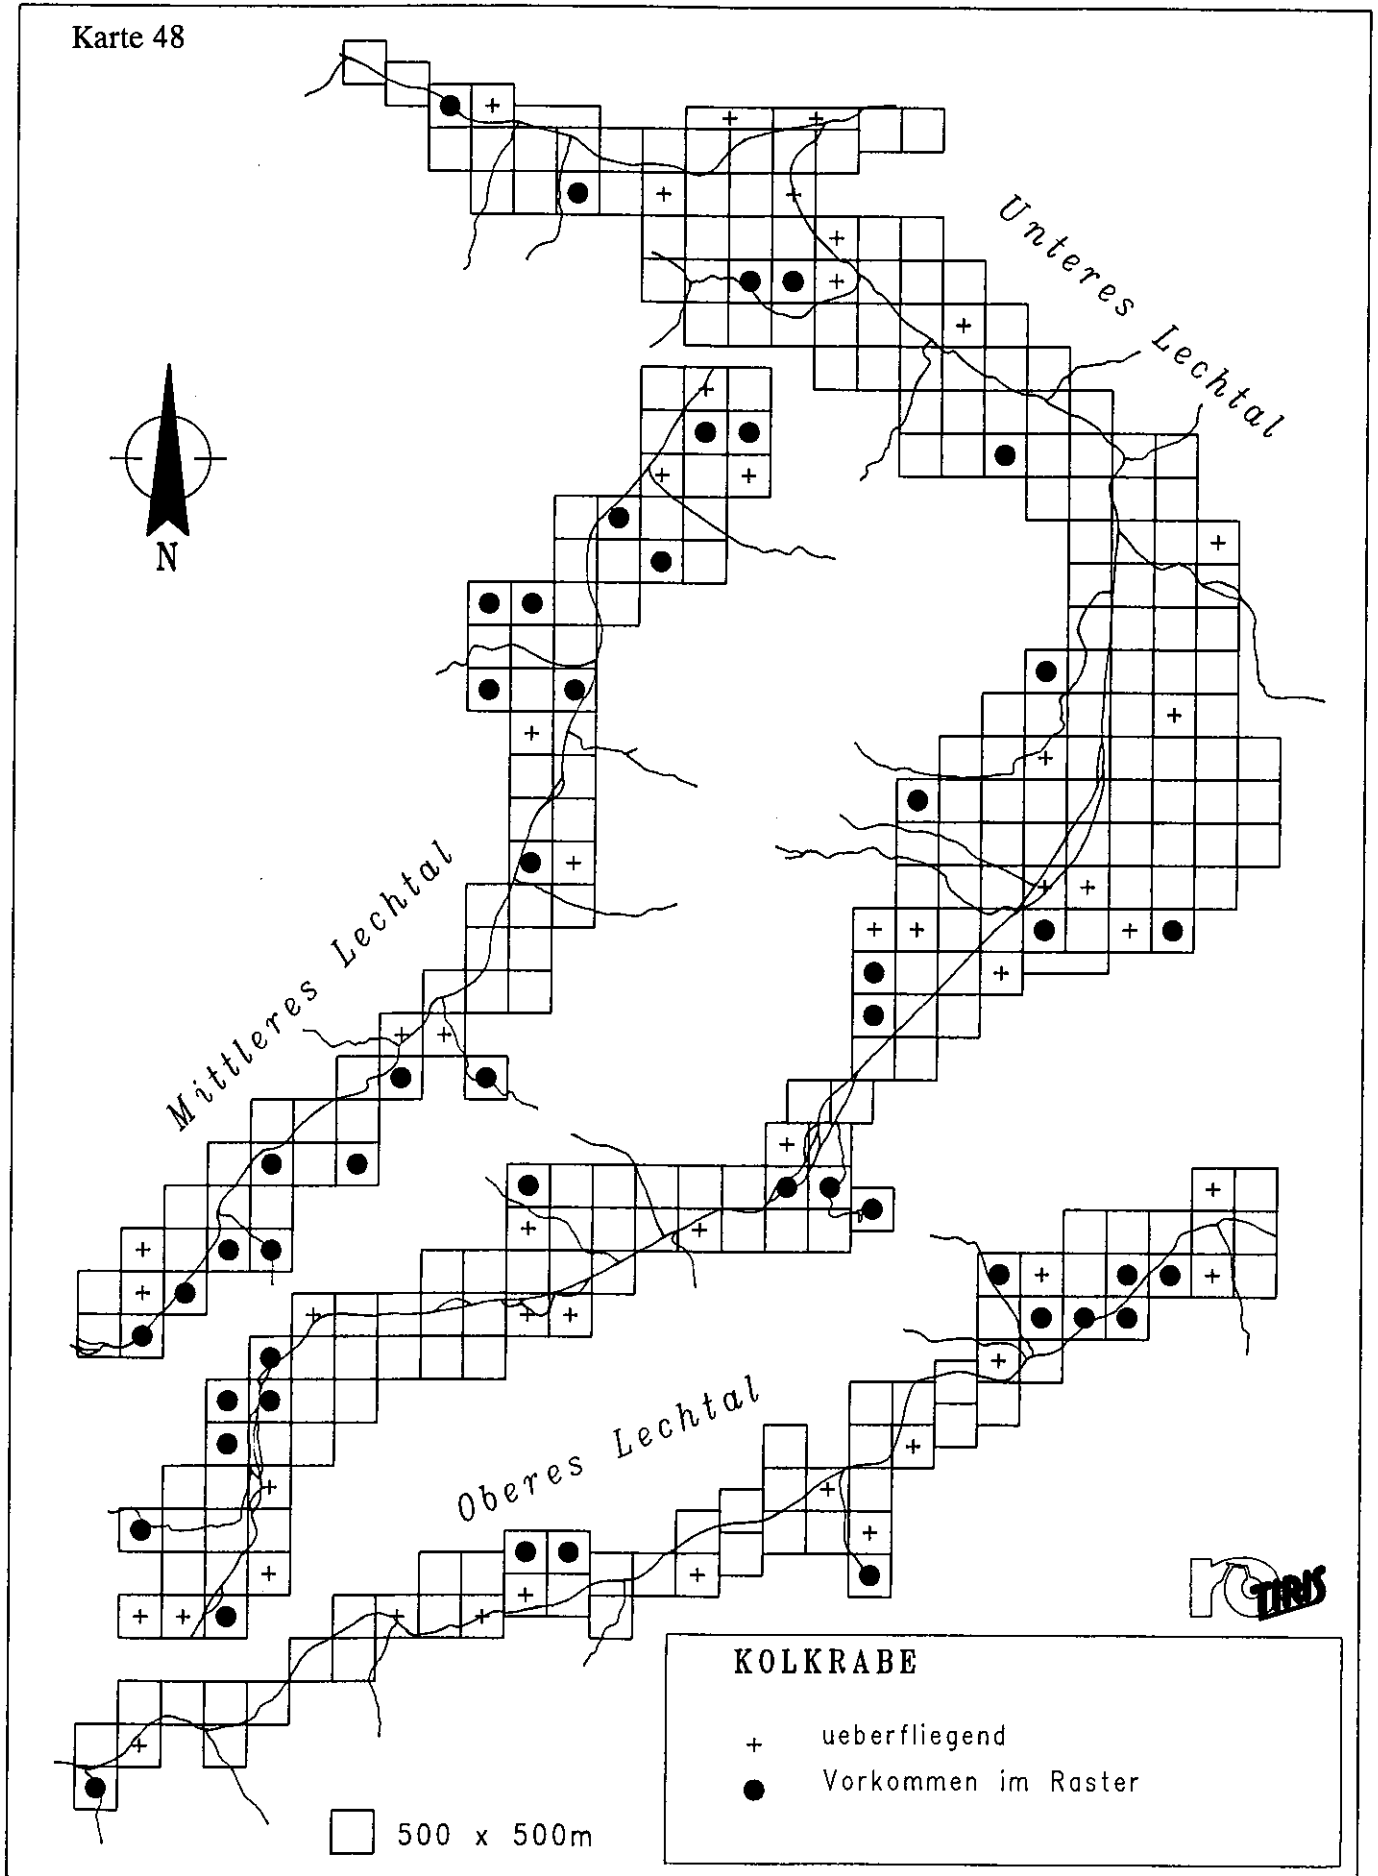 Karte 48
Unteres Lechtal
N
Mittleres Lechtal
Oberes Lechtal
TIRIS
KOLKRABE
+ ueberfliegend
● Vorkommen im Raster
500 x 500m